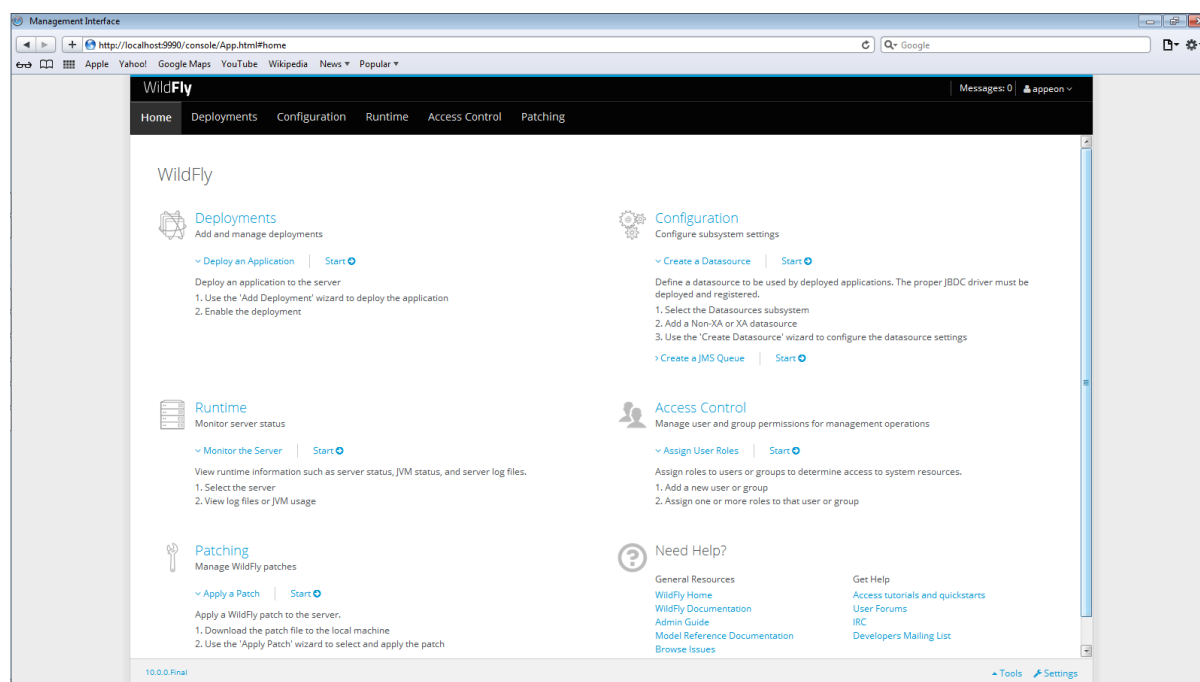 Management Interface
http://localhost:9990/console/App.html#home
Google
Apple Yahoo! Google Maps YouTube Wikipedia News Popular
WildFly
Messages: 0 appeon
Home Deployments Configuration Runtime Access Control Patching
WildFly
Deployments
Add and manage deployments
Deploy an Application Start
Deploy an application to the server
1. Use the 'Add Deployment' wizard to deploy the application
2. Enable the deployment
Configuration
Configure subsystem settings
Create a Datasource Start
Define a datasource to be used by deployed applications. The proper JBDC driver must be
deployed and registered.
1. Select the Datasources subsystem
2. Add a Non-XA or XA datasource
3. Use the 'Create Datasource' wizard to configure the datasource settings
Create a JMS Queue Start
Runtime
Monitor server status
Monitor the Server Start
View runtime information such as server status, JVM status, and server log files.
1. Select the server
2. View log files or JVM usage
Access Control
Manage user and group permissions for management operations
Assign User Roles Start
Assign roles to users or groups to determine access to system resources.
1. Add a new user or group
2. Assign one or more roles to that user or group
Patching
Manage WildFly patches
Apply a Patch Start
Apply a WildFly patch to the server.
1. Download the patch file to the local machine
2. Use the 'Apply Patch' wizard to select and apply the patch
Need Help?
General Resources
WildFly Home
WildFly Documentation
Admin Guide
Model Reference Documentation
Browse Issues
Get Help
Access tutorials and quickstarts
User Forums
IRC
Developers Mailing List
10.0.0.Final
Tools Settings